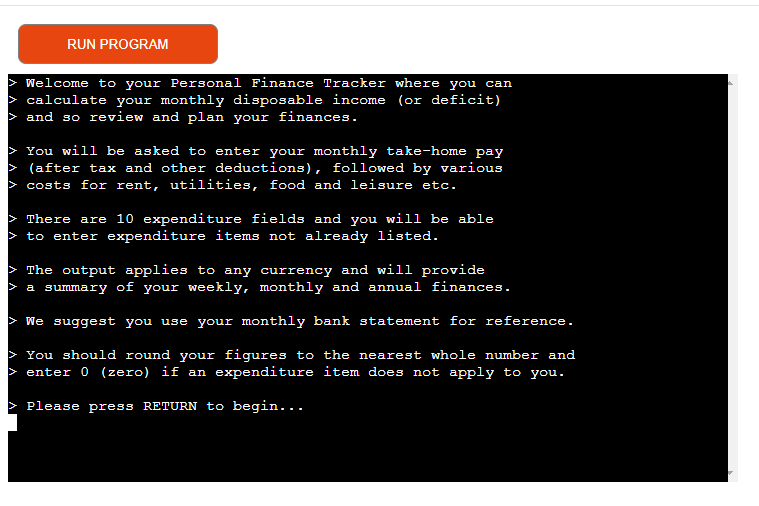 RUN PROGRAM
> Welcome to your Personal Finance Tracker where you can
> calculate your monthly disposable income (or deficit)
> and so review and plan your finances.
> You will be asked to enter your monthly take-home pay
> (after tax and other deductions), followed by various
> costs for rent, utilities, food and leisure etc.
> There are 10 expenditure fields and you will be able
> to enter expenditure items not already listed.
> The output applies to any currency and will provide
> a summary of your weekly, monthly and annual finances.
> We suggest you use your monthly bank statement for reference.
> You should round your figures to the nearest whole number and
> enter 0 (zero) if an expenditure item does not apply to you.
> Please press RETURN to begin...